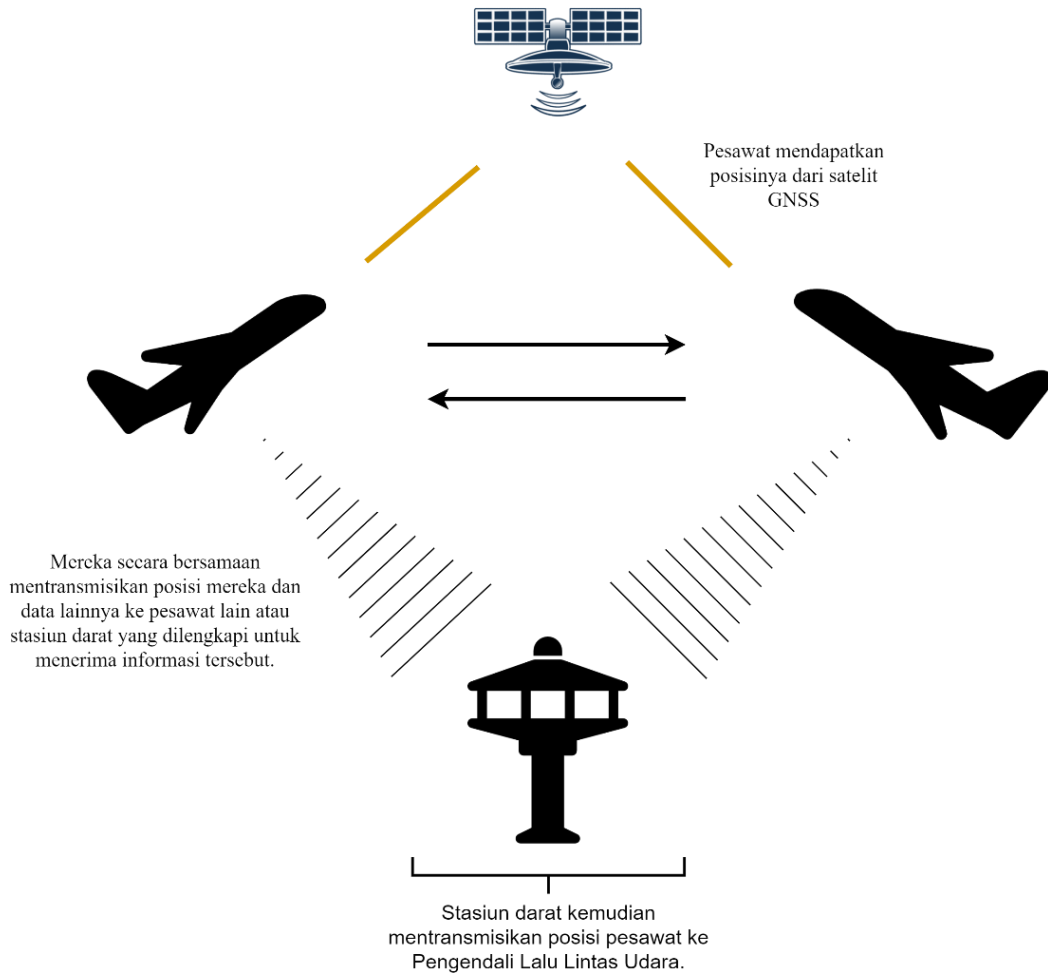 Pesawat mendapatkan
posisinya dari satelit
GNSS
Mereka secara bersamaan
mentransmisikan posisi mereka dan
data lainnya ke pesawat lain atau
stasiun darat yang dilengkapi untuk
menerima informasi tersebut.
Stasiun darat kemudian
mentransmisikan posisi pesawat ke
Pengendali Lalu Lintas Udara.